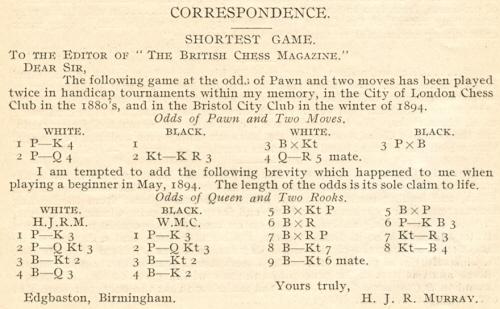 CORRESPONDENCE.
SHORTEST GAME.
TO THE EDITOR OF "THE BRITISH CHESS MAGAZINE."
DEAR SIR,
The following game at the odds of Pawn and two moves has been played
twice in handicap tournaments within my memory, in the City of London Chess
Club in the 1880's, and in the Bristol City Club in the winter of 1894.
Odds of Pawn and Two Moves.
WHITE. BLACK. WHITE. BLACK.
1 P—K 4 1 3 B×Kt 3 P×B
2 P—Q 4 2 Kt—K R 3 4 Q—R 5 mate.
I am tempted to add the following brevity which happened to me when
playing a beginner in May, 1894. The length of the odds is its sole claim to life.
Odds of Queen and Two Rooks.
WHITE. BLACK. 5 B×Kt P 5 B×P
H.J.R.M. W.M.C. 6 B×R 6 P—K B 3
1 P—K 3 1 P—K 3 7 B×R P 7 Kt—R 3
2 P—Q Kt 3 2 P—Q Kt 3 8 B—Kt 7 8 Kt—B 4
3 B—Kt 2 3 B—Kt 2 9 B—Kt 6 mate.
4 B—Q 3 4 B—K 2
Yours truly,
Edgbaston, Birmingham. H. J. R. MURRAY.